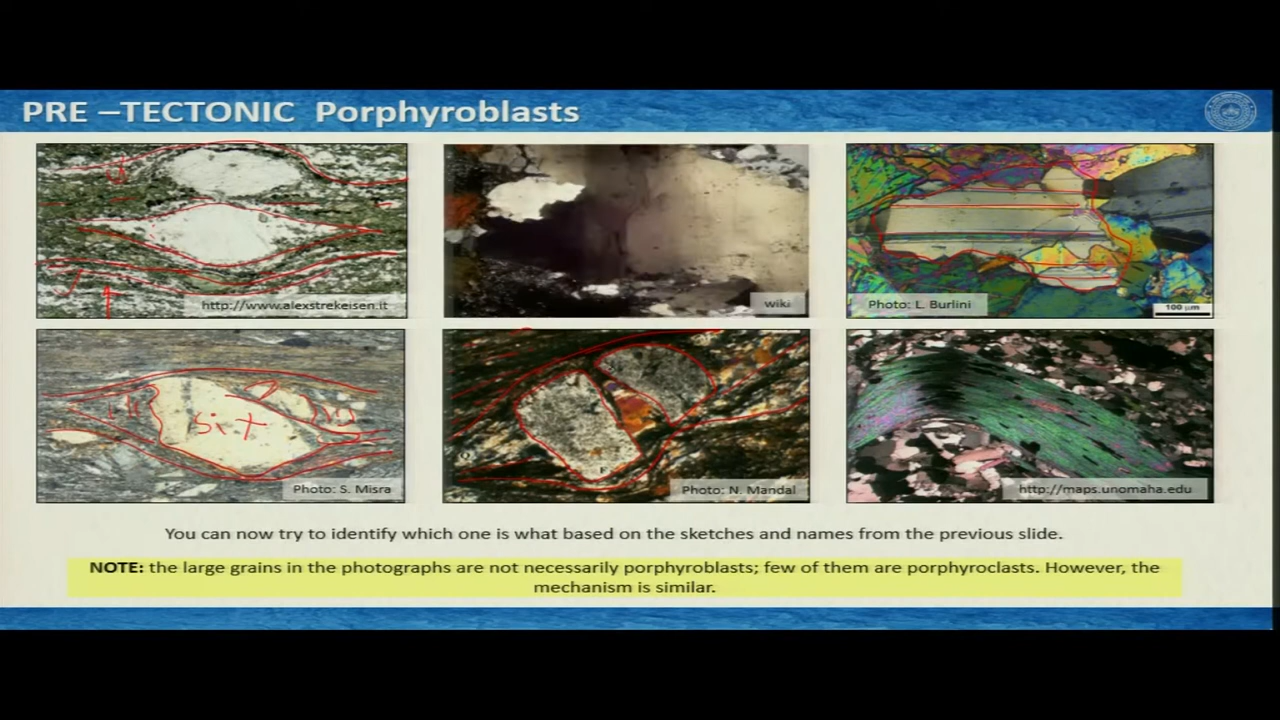 PRE –TECTONIC Porphyroblasts
http://www.alexstrekeisen.it
wiki
Photo: L. Burlini
100 µm
Photo: S. Misra
Photo: N. Mandal
http://maps.unomaha.edu
You can now try to identify which one is what based on the sketches and names from the previous slide.
NOTE: the large grains in the photographs are not necessarily porphyroblasts; few of them are porphyroclasts. However, the
mechanism is similar.